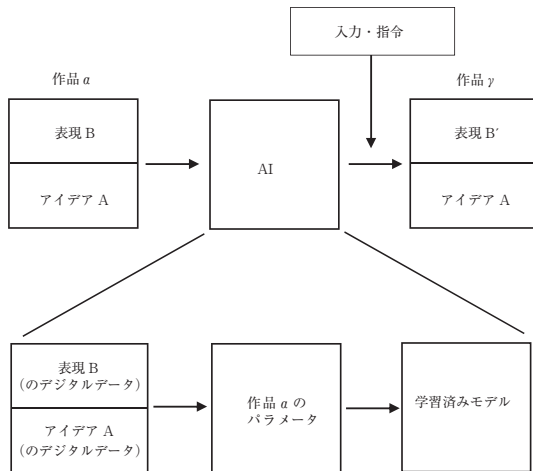 入力・指令
作品 α
作品 γ
表現 B
アイデア A
AI
表現 B′
アイデア A
表現 B
(のデジタルデータ)
アイデア A
(のデジタルデータ)
作品 α の
パラメータ
学習済みモデル